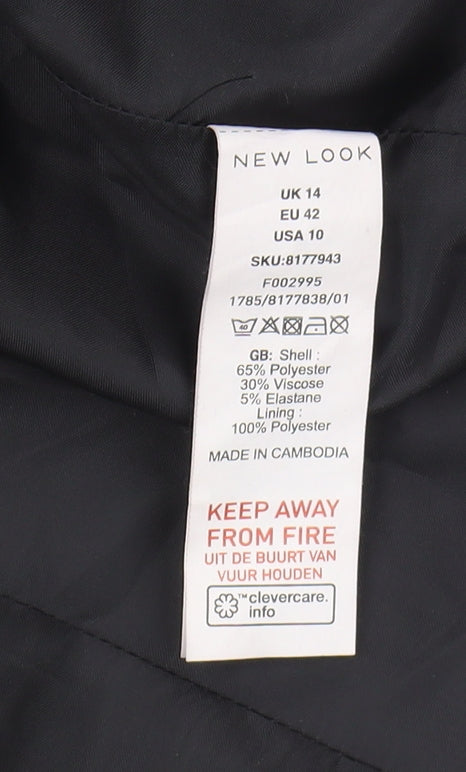 NEW LOOK
UK 14
EU 42
USA 10
SKU:8177943
F002995
1785/8177838/01
40
GB: Shell :
65% Polyester
30% Viscose
5% Elastane
Lining :
100% Polyester
MADE IN CAMBODIA
KEEP AWAY
FROM FIRE
UIT DE BUURT VAN
VUUR HOUDEN
™clevercare.
info